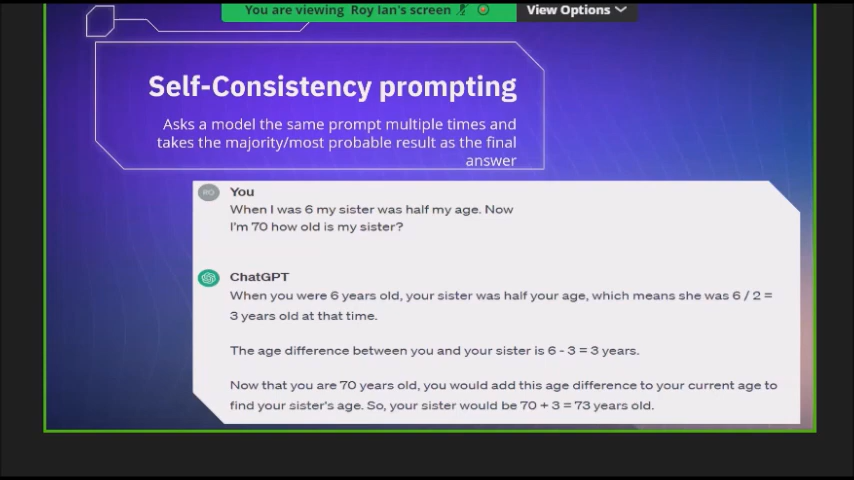 You are viewing Roy Ian's screen
View Options
Self-Consistency prompting
Asks a model the same prompt multiple times and
takes the majority/most probable result as the final
answer
RO
You
When I was 6 my sister was half my age. Now
I'm 70 how old is my sister?
ChatGPT
When you were 6 years old, your sister was half your age, which means she was 6 / 2 =
3 years old at that time.
The age difference between you and your sister is 6 - 3 = 3 years.
Now that you are 70 years old, you would add this age difference to your current age to
find your sister's age. So, your sister would be 70 + 3 = 73 years old.